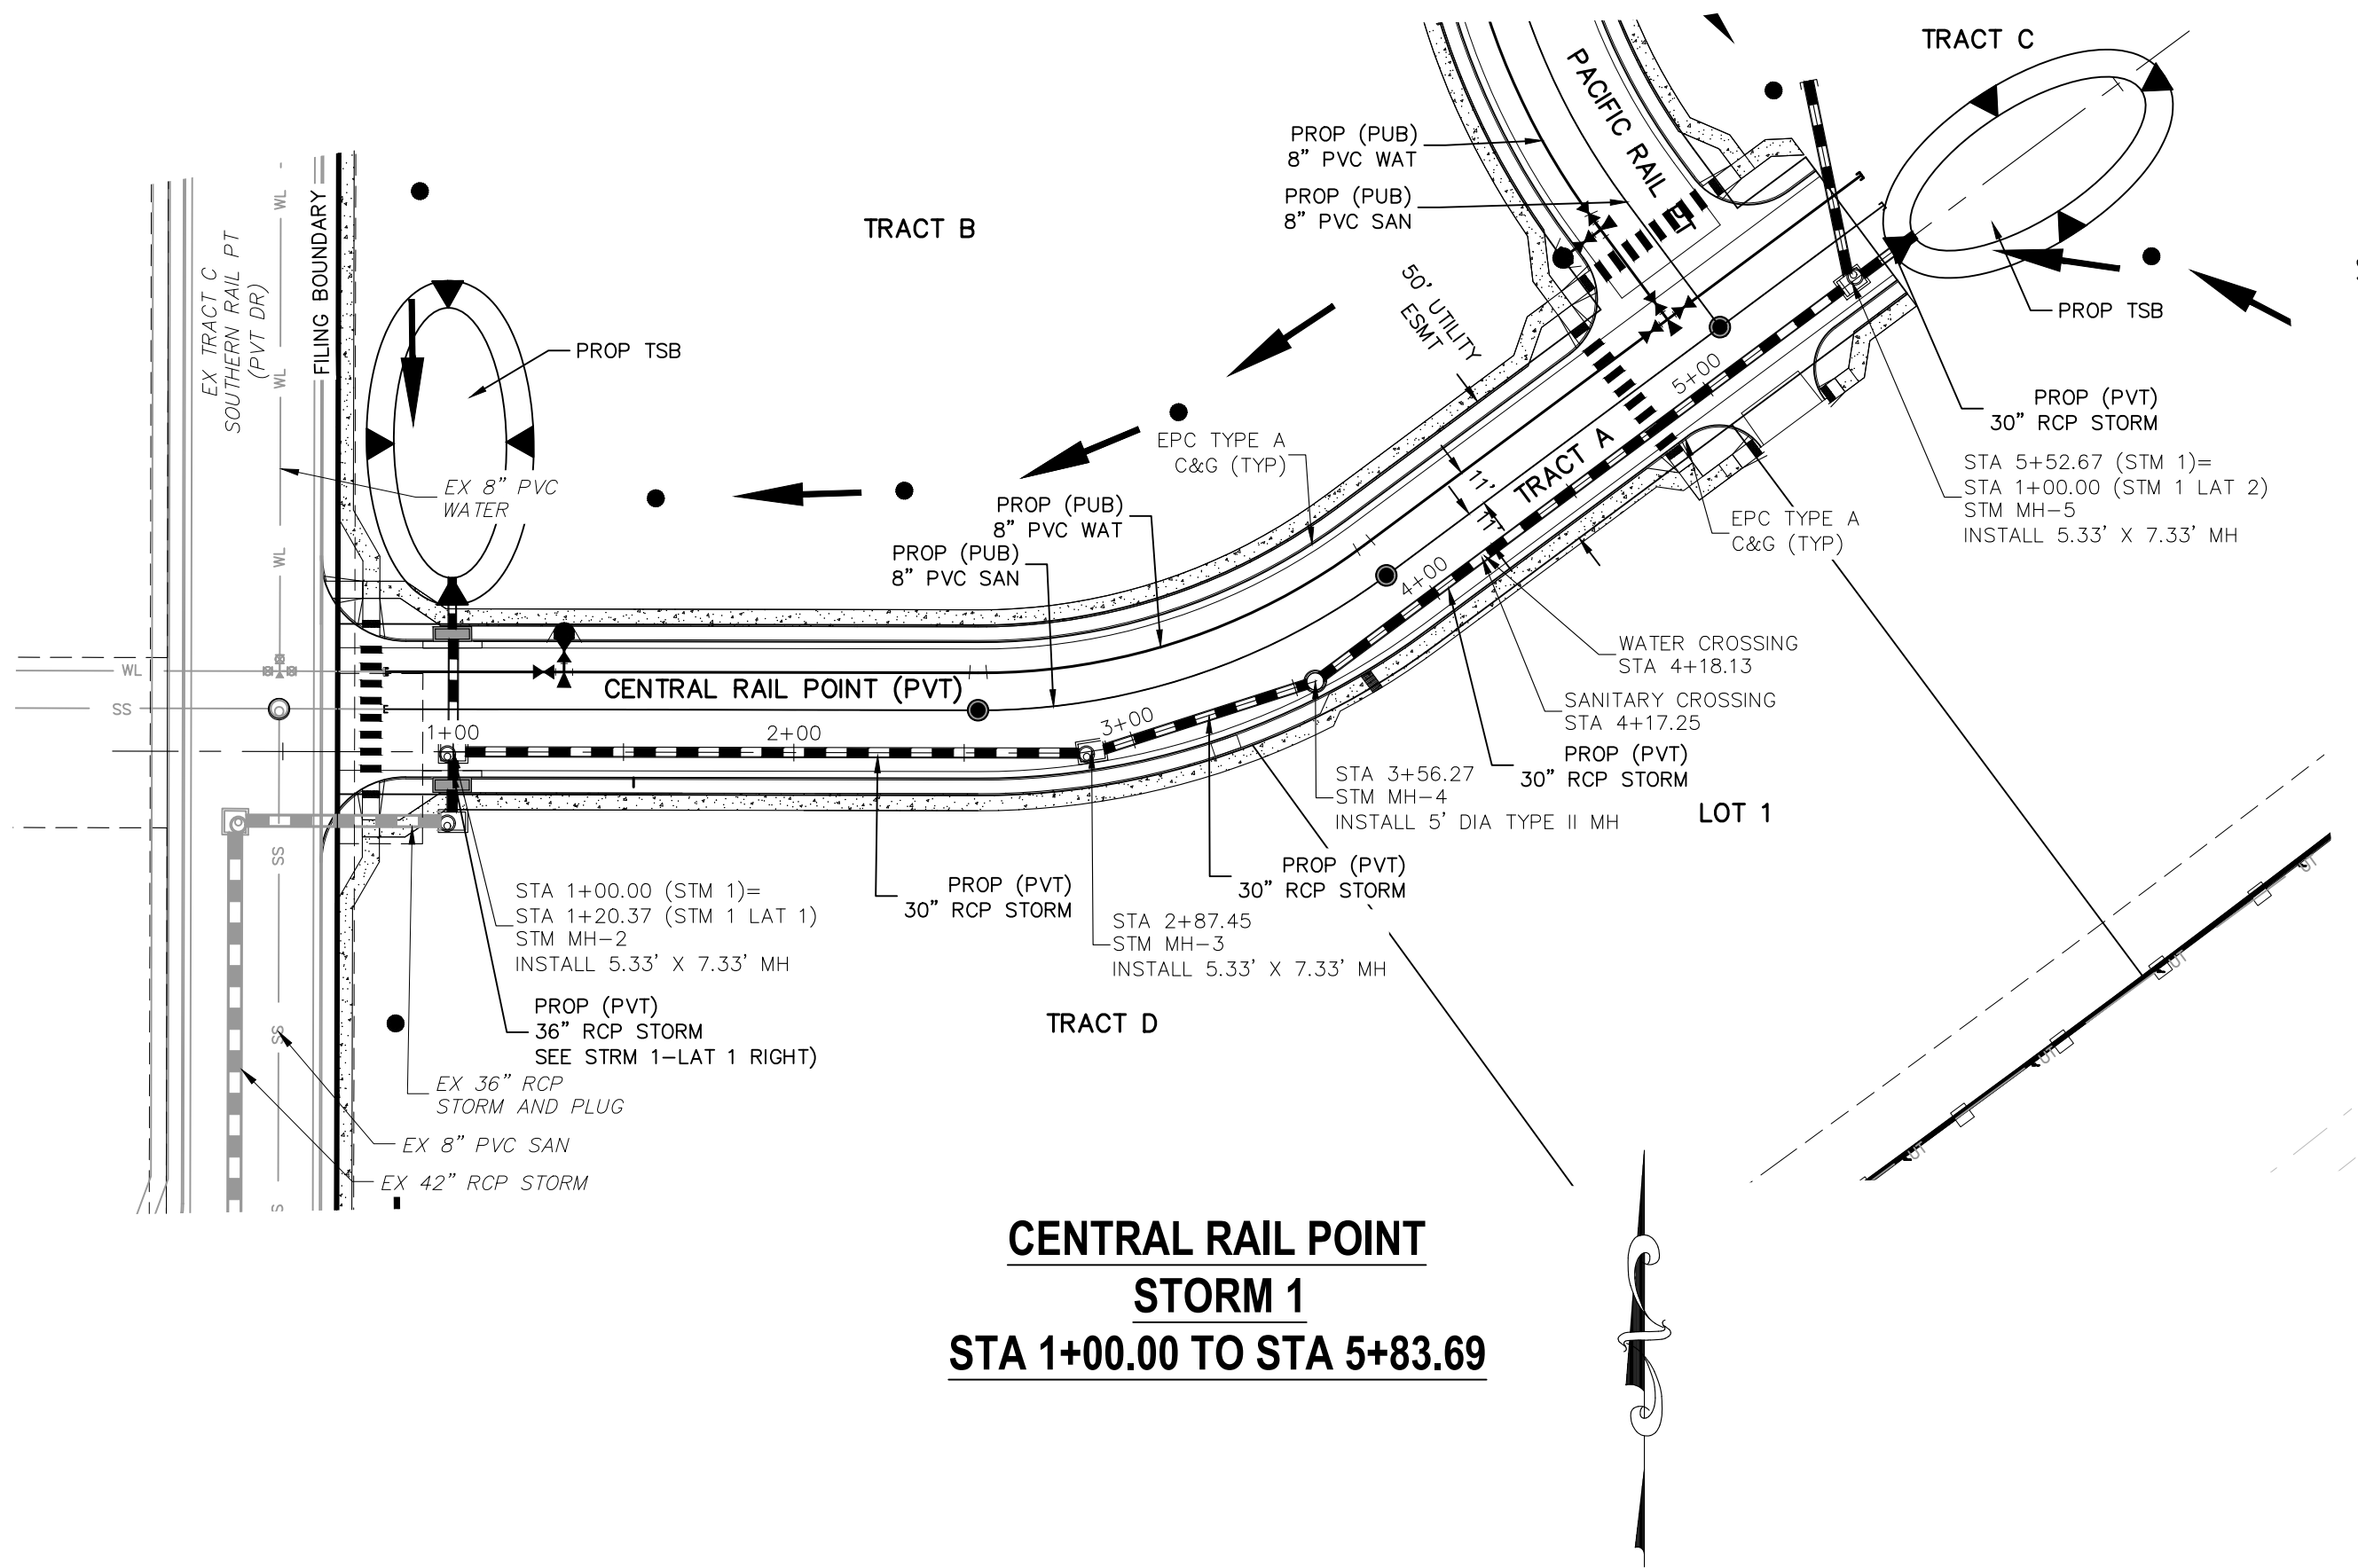 TRACT C
PACIFIC RAIL PT
PROP (PUB)
8” PVC WAT
PROP (PUB)
8” PVC SAN
TRACT B
WL
FILING BOUNDARY
EX TRACT C
SOUTHERN RAIL PT
(PVT DR)
50' UTILITY
ESMT
PROP TSB
PROP TSB
WL
5+00
PROP (PVT)
30” RCP STORM
EPC TYPE A
C&G (TYP)
TRACT A
11'
11'
STA 5+52.67 (STM 1)=
STA 1+00.00 (STM 1 LAT 2)
STM MH-5
INSTALL 5.33' X 7.33' MH
EX 8” PVC
WATER
PROP (PUB)
8” PVC WAT
PROP (PUB)
8” PVC SAN
EPC TYPE A
C&G (TYP)
WL
4+00
WATER CROSSING
STA 4+18.13
SANITARY CROSSING
STA 4+17.25
WL
CENTRAL RAIL POINT (PVT)
SS
1+00
2+00
3+00
PROP (PVT)
30” RCP STORM
STA 3+56.27
STM MH-4
INSTALL 5' DIA TYPE II MH
LOT 1
SS
PROP (PVT)
30” RCP STORM
PROP (PVT)
30” RCP STORM
UT
STA 1+00.00 (STM 1)=
STA 1+20.37 (STM 1 LAT 1)
STM MH-2
INSTALL 5.33' X 7.33' MH
STA 2+87.45
STM MH-3
INSTALL 5.33' X 7.33' MH
UT
PROP (PVT)
36” RCP STORM
SEE STRM 1-LAT 1 RIGHT)
TRACT D
SS
UT
EX 36” RCP
STORM AND PLUG
EX 8” PVC SAN
UT
EX 42” RCP STORM
CENTRAL RAIL POINT
STORM 1
STA 1+00.00 TO STA 5+83.69